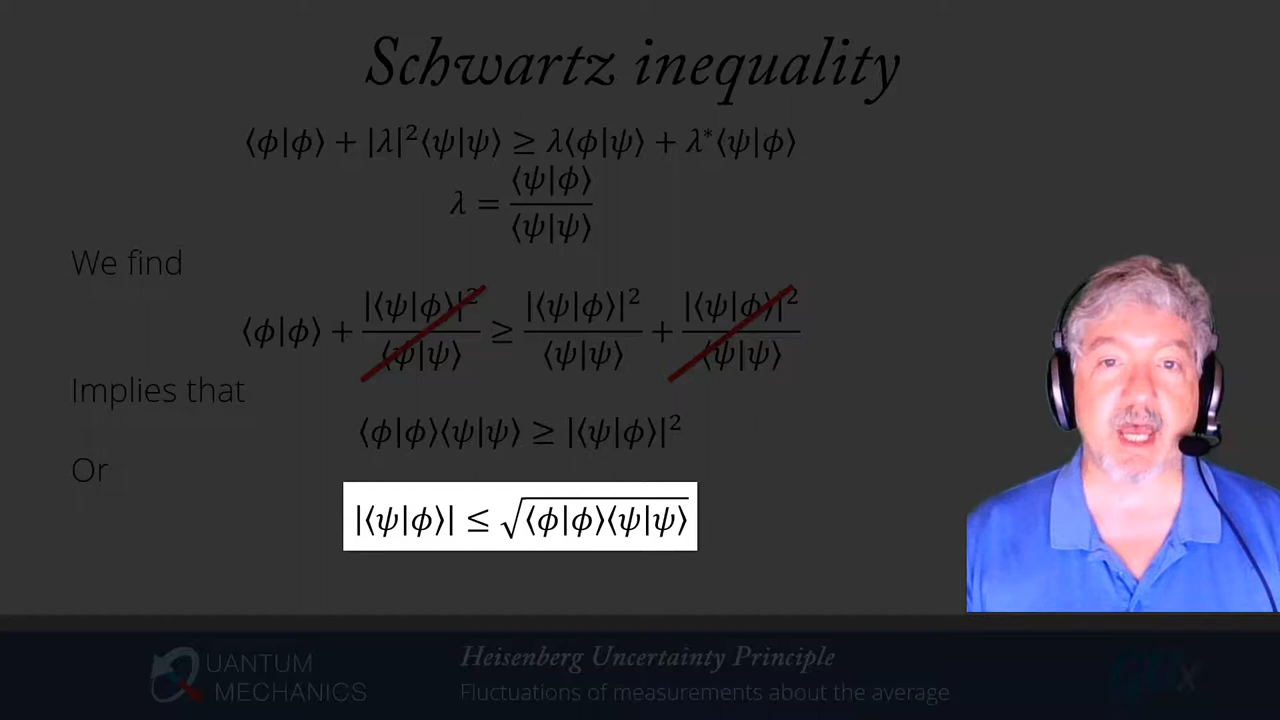 Schwartz inequality
⟨ϕ|ϕ⟩ + |λ|²⟨ψ|ψ⟩ ≥ λ⟨ϕ|ψ⟩ + λ*⟨ψ|ϕ⟩
λ = ⟨ψ|ϕ⟩ / ⟨ψ|ψ⟩
We find
⟨ϕ|ϕ⟩ + |⟨ψ|ϕ⟩|² / ⟨ψ|ψ⟩ ≥ |⟨ψ|ϕ⟩|² / ⟨ψ|ψ⟩ + |⟨ψ|ϕ⟩|² / ⟨ψ|ψ⟩
Implies that
⟨ϕ|ϕ⟩⟨ψ|ψ⟩ ≥ |⟨ψ|ϕ⟩|²
Or
|⟨ψ|ϕ⟩| ≤ √⟨ϕ|ϕ⟩⟨ψ|ψ⟩
QUANTUM
MECHANICS
Heisenberg Uncertainty Principle
Fluctuations of measurements about the average